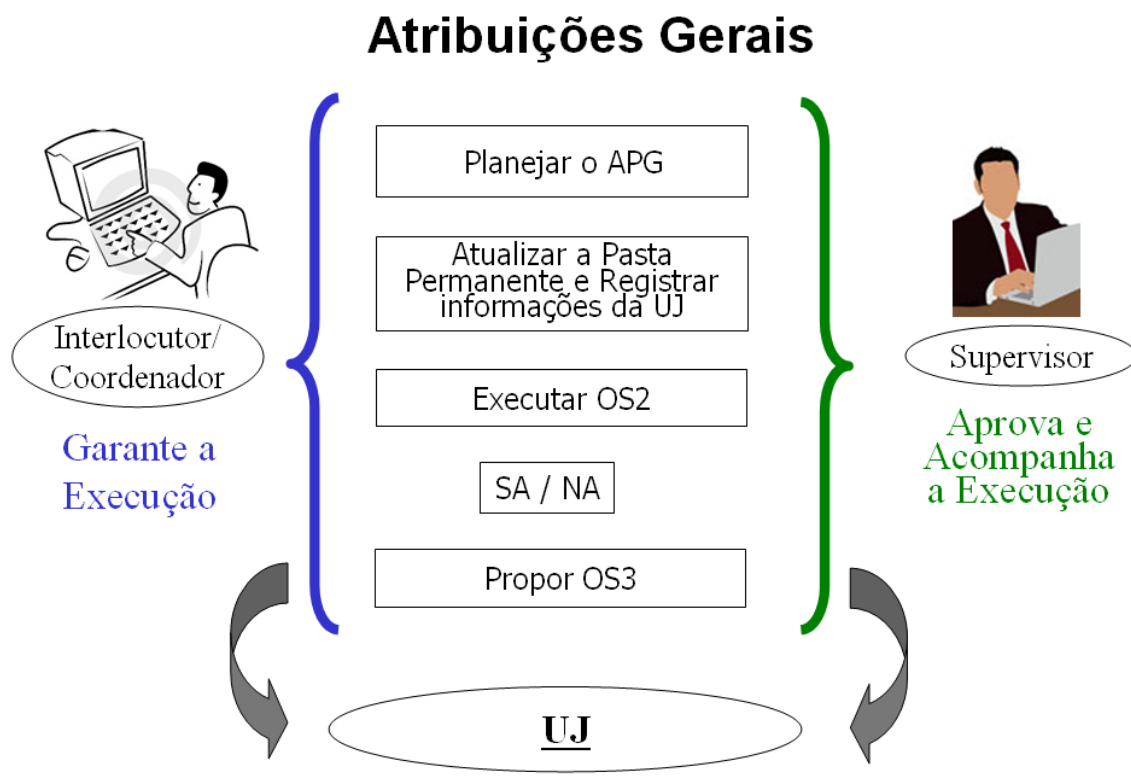 Atribuições Gerais
Planejar o APG
Atualizar a Pasta
Permanente e Registrar
informações da UJ
Interlocutor/
Coordenador
Supervisor
Executar OS2
Garante a
Execução
Aprova e
Acompanha
a Execução
SA / NA
Propor OS3
UJ